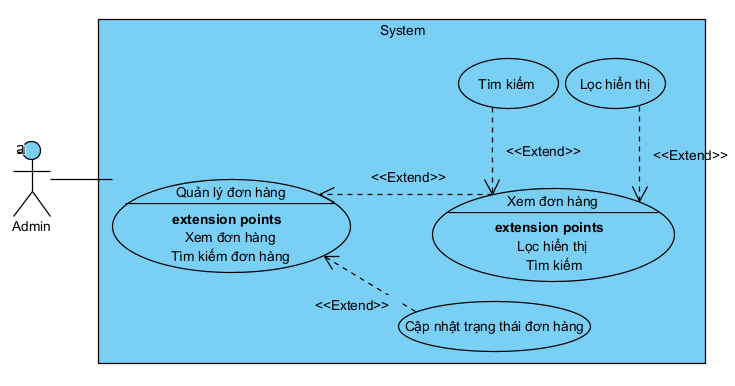 System
Tìm kiếm
Lọc hiển thị
a
<<Extend>>
<<Extend>>
<<Extend>>
Quản lý đơn hàng
extension points
Xem đơn hàng
Tìm kiếm đơn hàng
Xem đơn hàng
extension points
Lọc hiển thị
Tìm kiếm
Admin
<<Extend>>
Cập nhật trạng thái đơn hàng